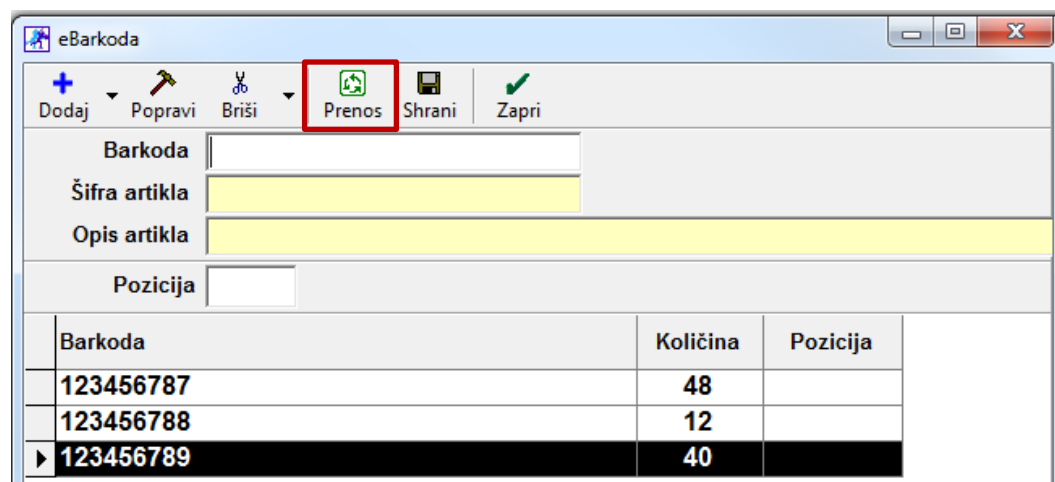 eBarkoda
Dodaj Popravi Briši Prenos Shrani Zapri
Barkoda
Šifra artikla
Opis artikla
Pozicija
Barkoda Količina Pozicija
123456787 48
123456788 12
123456789 40